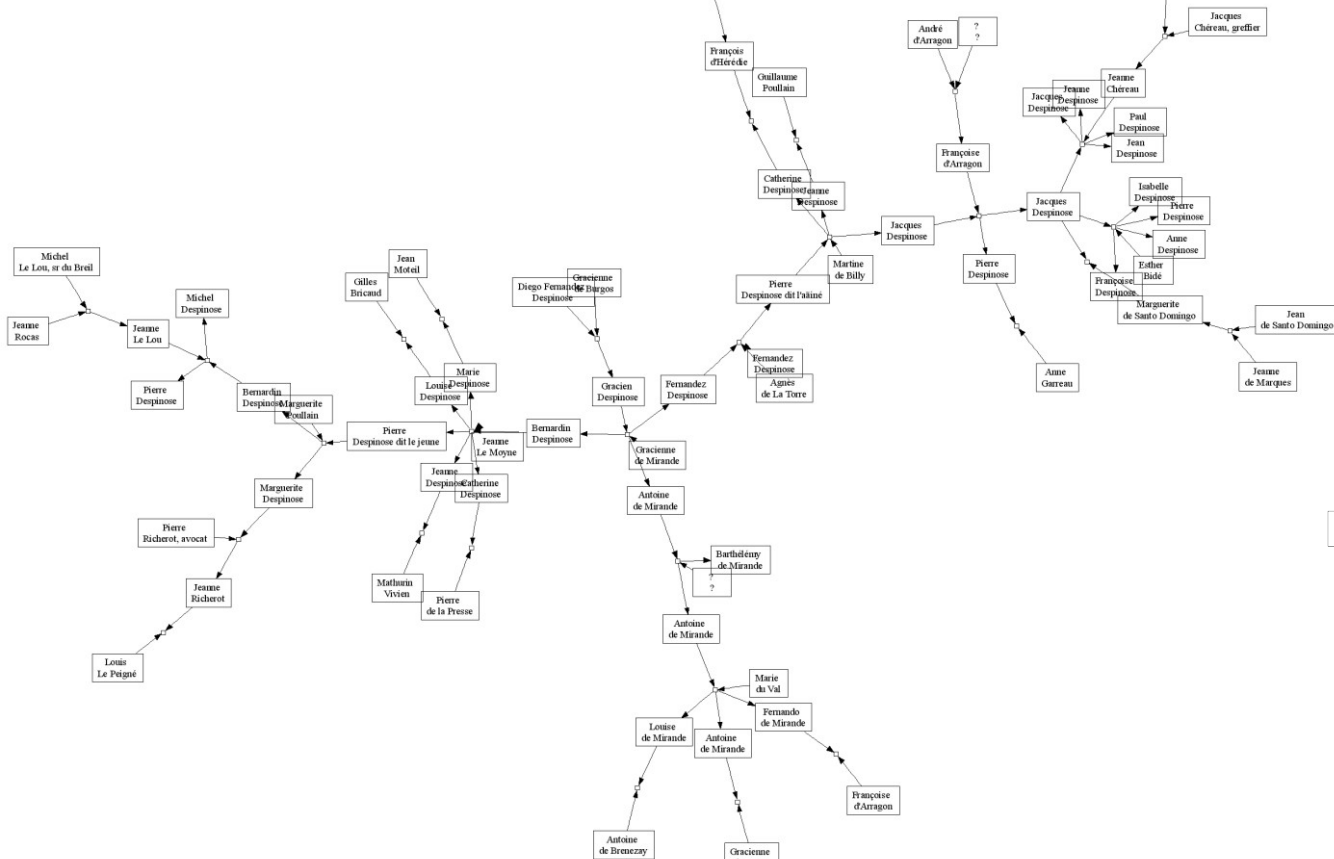 Jacques
Chéreau, greffier
André
d'Arragon
?
?
François
d'Hérédie
Guillaume
Poullain
Jeanne
Chéreau
Jacques
Despinose
Jeanne
Despinose
Paul
Despinose
Jean
Despinose
Françoise
d'Arragon
Catherine
Despinose
Jeanne
Despinose
Jacques
Despinose
Jacques
Despinose
Isabelle
Despinose
Pierre
Despinose
Anne
Despinose
Esther
Bidé
Françoise
Despinose
Marguerite
de Santo Domingo
Jean
de Santo Domingo
Jeanne
de Marques
Martine
de Billy
Pierre
Despinose
Anne
Garreau
Pierre
Despinose dit l'aîiné
Michel
Le Lou, sr du Breil
Jeanne
Rocas
Michel
Despinose
Jeanne
Le Lou
Pierre
Despinose
Bernardin
Despinose
Marguerite
Poullain
Jean
Moteil
Gilles
Bricaud
Marie
Despinose
Louise
Despinose
Diego Fernandez
Despinose
Gracienne
de Burgos
Gracien
Despinose
Fernandez
Despinose
Fernandez
Despinose
Agnès
de La Torre
Pierre
Despinose dit le jeune
Jeanne
Le Moyne
Bernardin
Despinose
Gracienne
de Mirande
Jeanne
Despinose
Catherine
Despinose
Marguerite
Despinose
Antoine
de Mirande
Pierre
Richerot, avocat
Jeanne
Richerot
Louis
Le Peigné
Mathurin
Vivien
Pierre
de la Presse
Barthélémy
de Mirande
?
?
Antoine
de Mirande
Marie
du Val
Louise
de Mirande
Antoine
de Mirande
Fernando
de Mirande
Françoise
d'Arragon
Antoine
de Brenezay
Gracienne